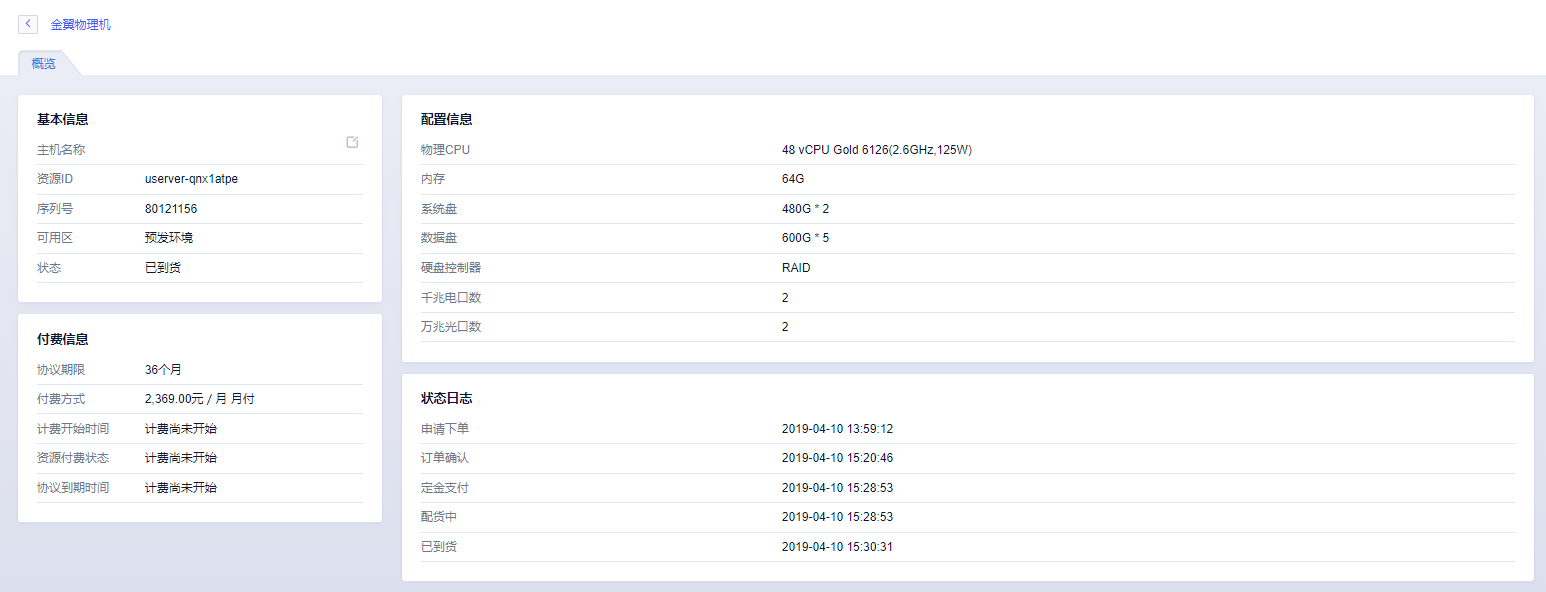 金翼物理机
概览
基本信息
主机名称
资源ID userver-qnx1atpe
序列号 80121156
可用区 预发环境
状态 已到货
付费信息
协议期限 36个月
付费方式 2,369.00元 / 月 月付
计费开始时间 计费尚未开始
资源付费状态 计费尚未开始
协议到期时间 计费尚未开始
配置信息
物理CPU 48 vCPU Gold 6126(2.6GHz,125W)
内存 64G
系统盘 480G * 2
数据盘 600G * 5
硬盘控制器 RAID
千兆电口数 2
万兆光口数 2
状态日志
申请下单 2019-04-10 13:59:12
订单确认 2019-04-10 15:20:46
定金支付 2019-04-10 15:28:53
配货中 2019-04-10 15:28:53
已到货 2019-04-10 15:30:31